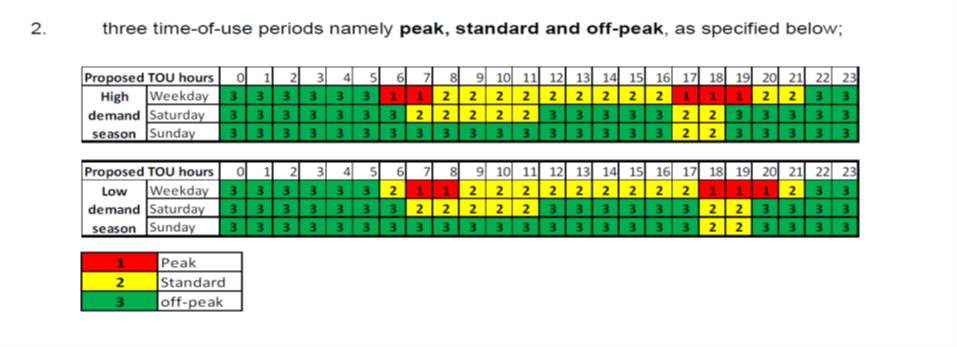 2. three time-of-use periods namely peak, standard and off-peak, as specified below;
Proposed TOU hours 0 1 2 3 4 5 6 7 8 9 10 11 12 13 14 15 16 17 18 19 20 21 22 23
High Weekday 3 3 3 3 3 3 1 1 2 2 2 2 2 2 2 2 2 1 1 1 2 2 3 3
demand Saturday 3 3 3 3 3 3 3 2 2 2 2 2 3 3 3 3 3 2 2 3 3 3 3 3
season Sunday 3 3 3 3 3 3 3 3 3 3 3 3 3 3 3 3 3 2 2 3 3 3 3 3
Proposed TOU hours 0 1 2 3 4 5 6 7 8 9 10 11 12 13 14 15 16 17 18 19 20 21 22 23
Low Weekday 3 3 3 3 3 3 2 1 1 2 2 2 2 2 2 2 2 2 1 1 1 2 3 3
demand Saturday 3 3 3 3 3 3 3 2 2 2 2 2 3 3 3 3 3 3 2 2 3 3 3 3
season Sunday 3 3 3 3 3 3 3 3 3 3 3 3 3 3 3 3 3 3 2 2 3 3 3 3
1 Peak
2 Standard
3 off-peak